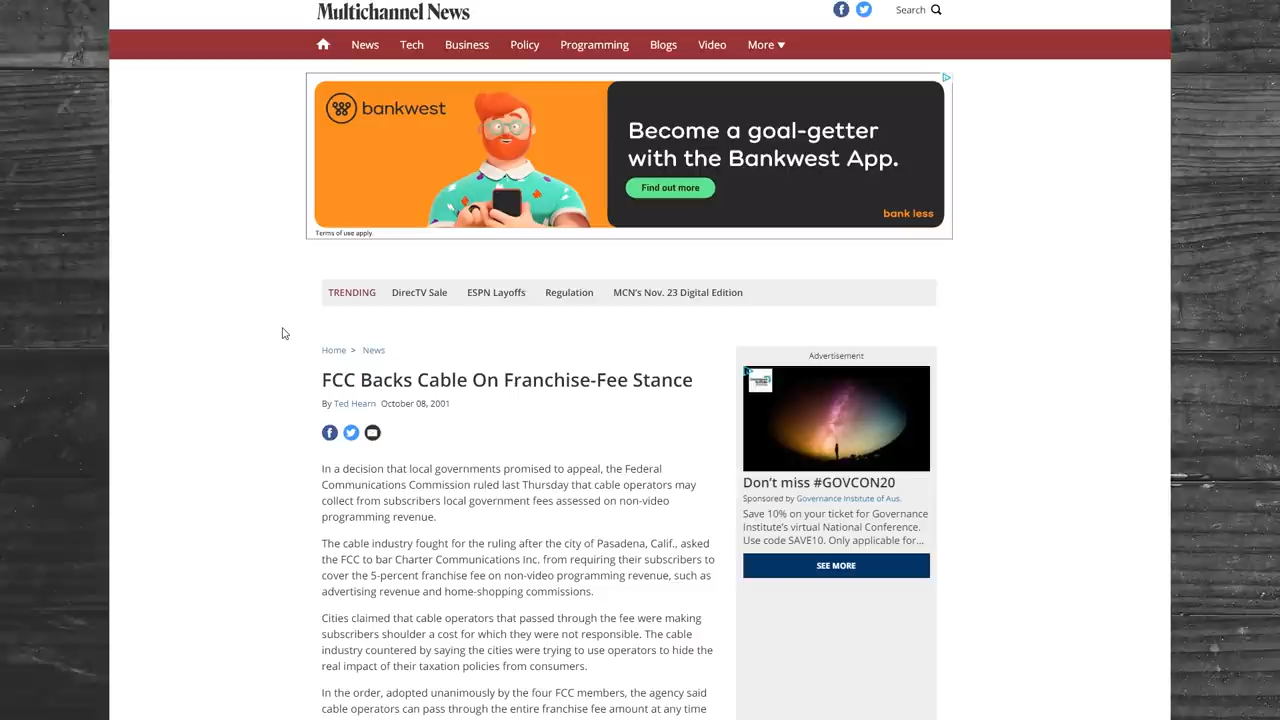 Multichannel News
Search
News Tech Business Policy Programming Blogs Video More
bankwest
Become a goal-getter
with the Bankwest App.
Find out more
bank less
Terms of use apply.
TRENDING DirecTV Sale ESPN Layoffs Regulation MCN's Nov. 23 Digital Edition
Home > News
FCC Backs Cable On Franchise-Fee Stance
By Ted Hearn October 08, 2001
In a decision that local governments promised to appeal, the Federal
Communications Commission ruled last Thursday that cable operators may
collect from subscribers local government fees assessed on non-video
programming revenue.
The cable industry fought for the ruling after the city of Pasadena, Calif., asked
the FCC to bar Charter Communications Inc. from requiring their subscribers to
cover the 5-percent franchise fee on non-video programming revenue, such as
advertising revenue and home-shopping commissions.
Cities claimed that cable operators that passed through the fee were making
subscribers shoulder a cost for which they were not responsible. The cable
industry countered by saying the cities were trying to use operators to hide the
real impact of their taxation policies from consumers.
In the order, adopted unanimously by the four FCC members, the agency said
cable operators can pass through the entire franchise fee amount at any time
Advertisement
Don't miss #GOVCON20
Sponsored by Governance Institute of Aus.
Save 10% on your ticket for Governance
Institute's virtual National Conference.
Use code SAVE10. Only applicable for...
SEE MORE